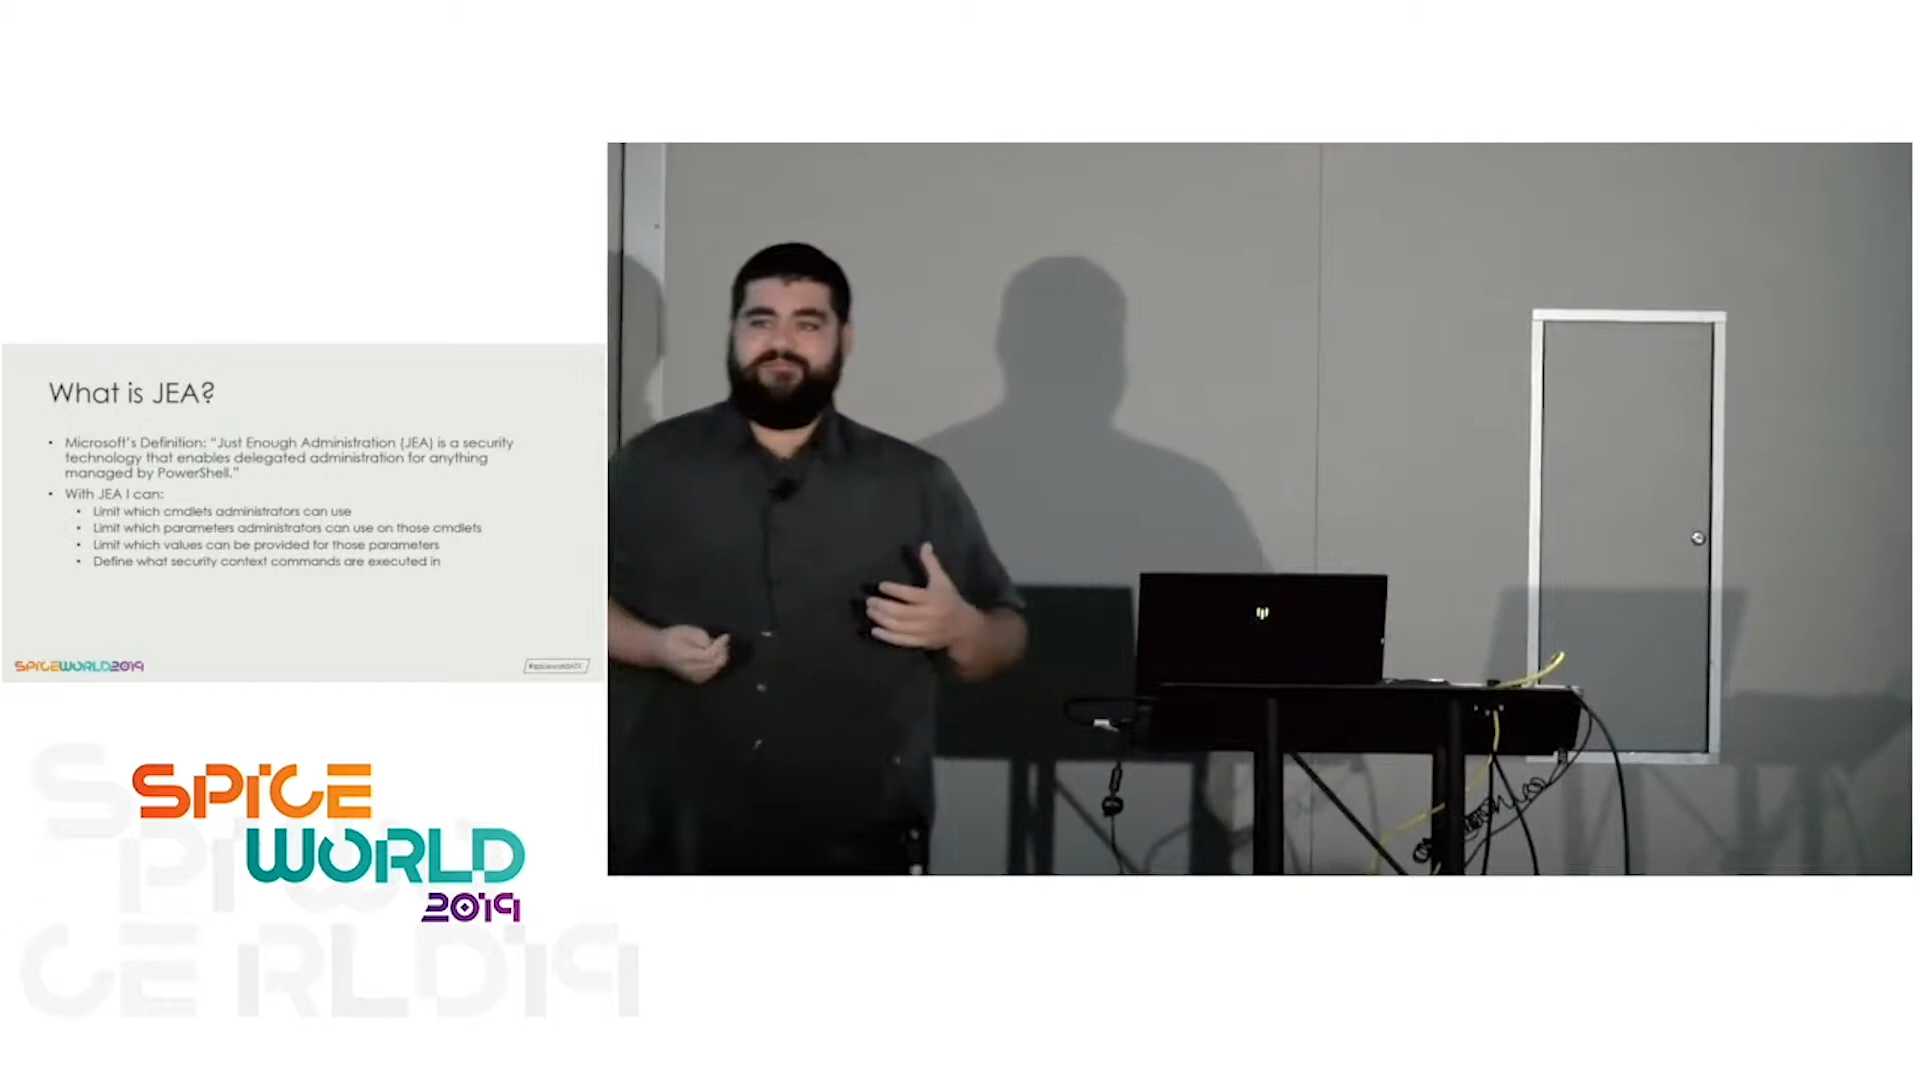 What is JEA?
• Microsoft's Definition: “Just Enough Administration (JEA) is a security
technology that enables delegated administration for anything
managed by PowerShell.”
• With JEA I can:
• Limit which cmdlets administrators can use
• Limit which parameters administrators can use on those cmdlets
• Limit which values can be provided for those parameters
• Define what security context commands are executed in
SPICEWORLD2019
SPICE
WORLD
2019